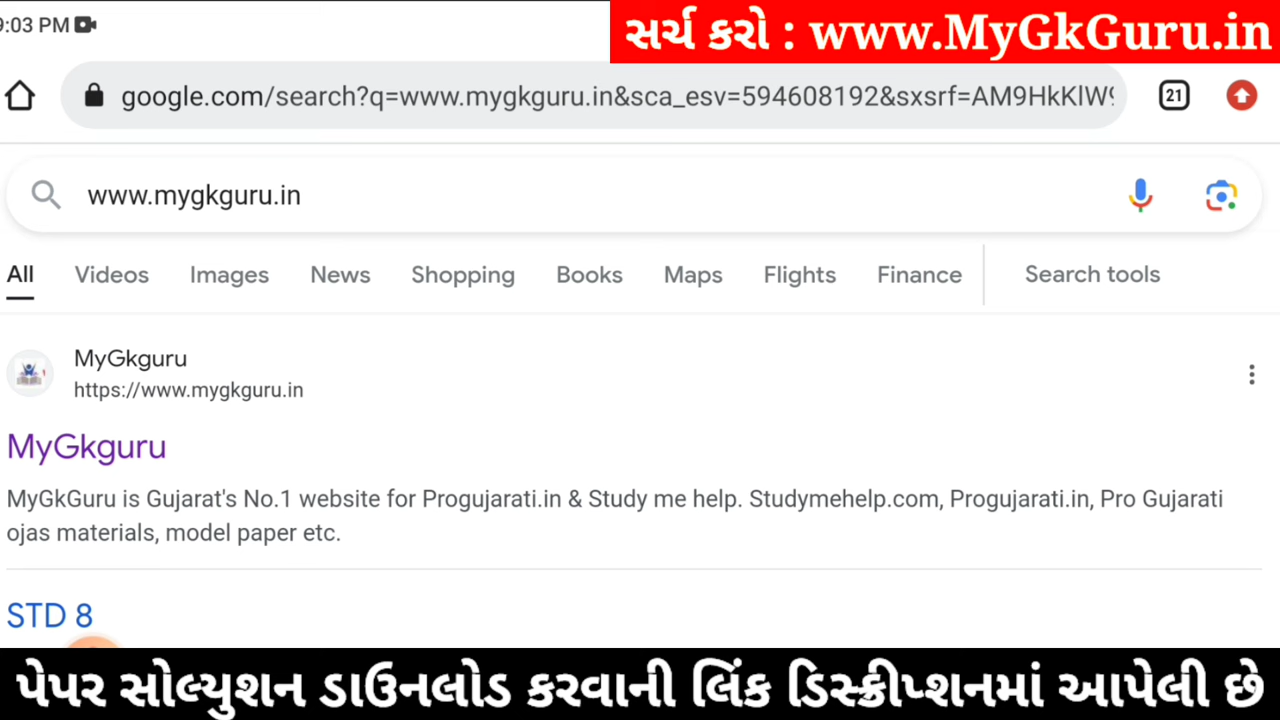 9:03 PM
સર્ચ કરો : www.MyGkGuru.in
google.com/search?q=www.mygkguru.in&sca_esv=594608192&sxsrf=AM9HkKlW9
21
www.mygkguru.in
All Videos Images News Shopping Books Maps Flights Finance Search tools
MyGkguru
https://www.mygkguru.in
MyGkguru
MyGkGuru is Gujarat's No.1 website for Progujarati.in & Study me help. Studymehelp.com, Progujarati.in, Pro Gujarati
ojas materials, model paper etc.
STD 8
પેપર સોલ્યુશન ડાઉનલોડ કરવાની લિંક ડિસ્ક્રીપ્શનમાં આપેલી છે